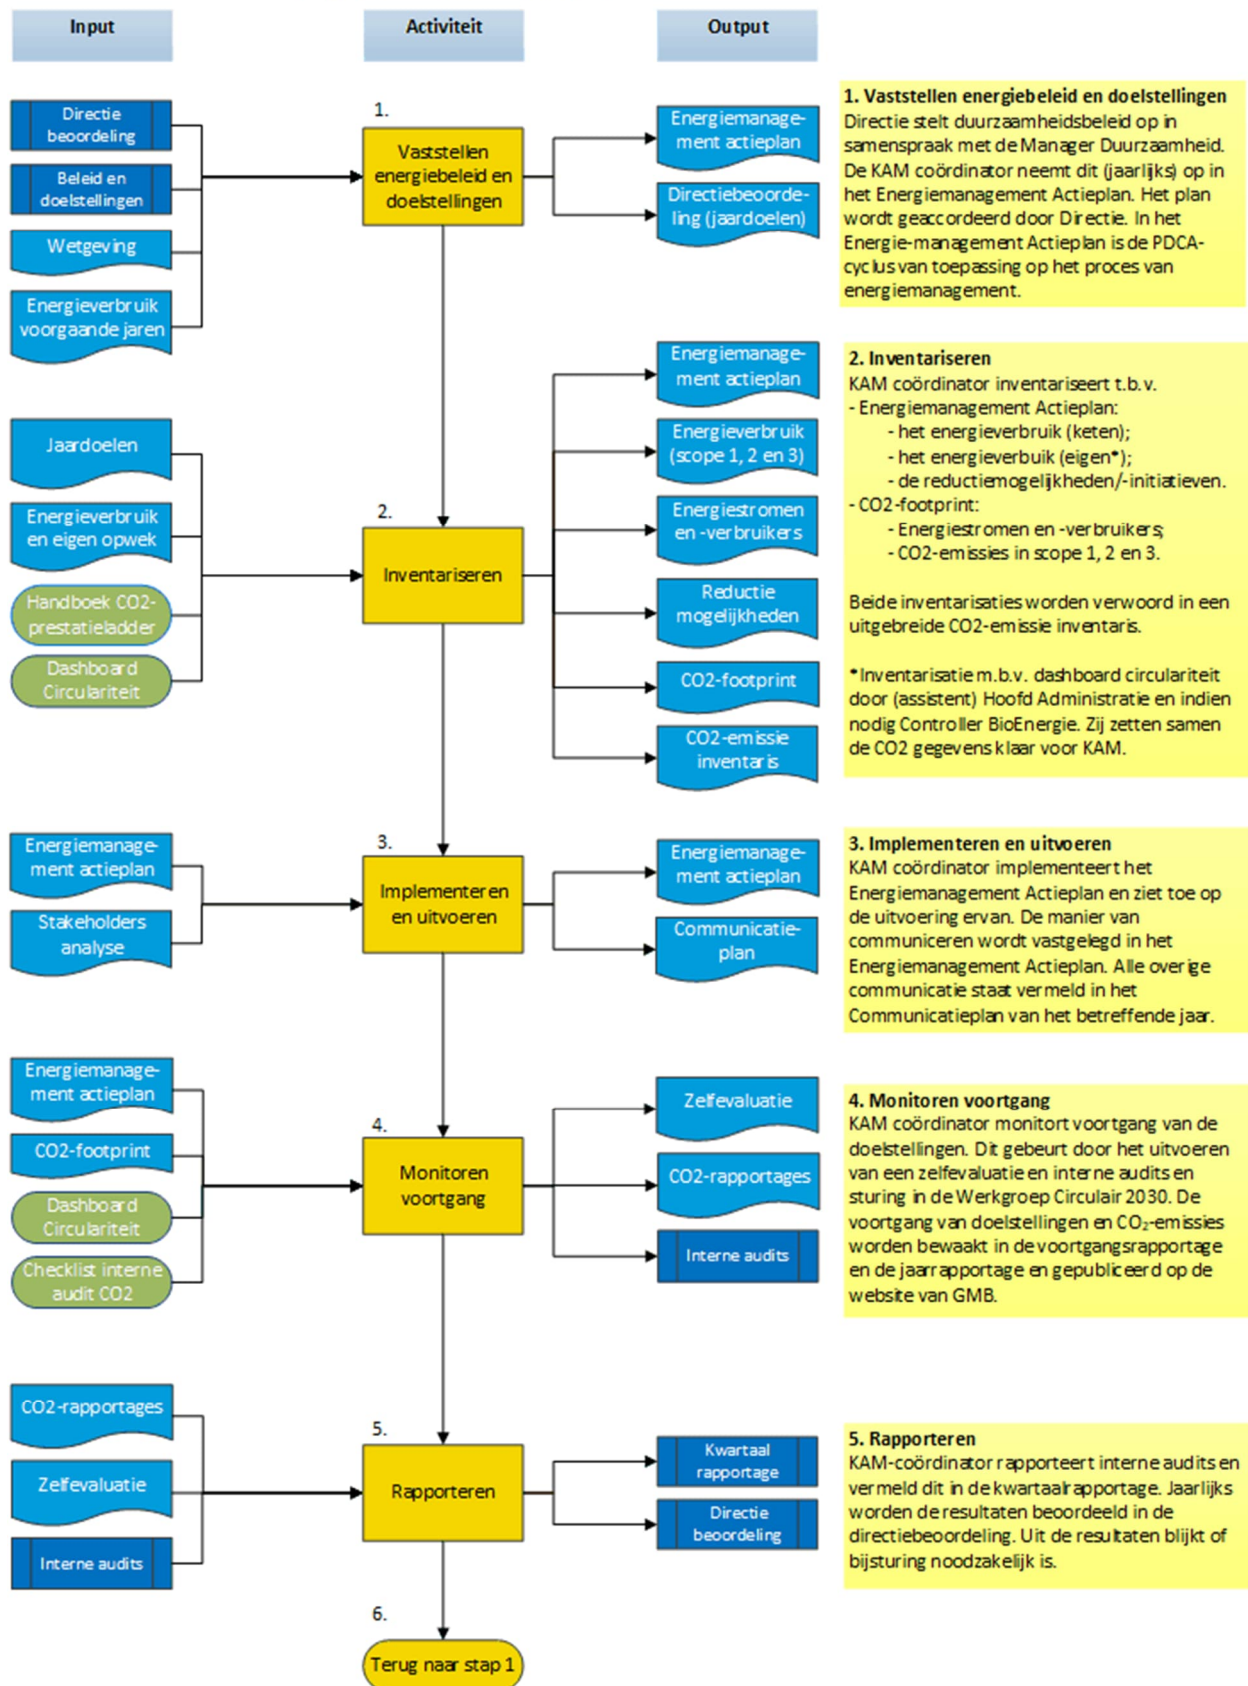 Input
Activiteit
Output
Directie
beoordeling
Beleid en
doelstellingen
Wetgeving
Energieverbruik
voorgaande jaren
1.
Vaststellen
energiebeleid en
doelstellingen
Energiemanage-
ment actieplan
Directiebeoorde-
ling (jaardoelen)
1. Vaststellen energiebeleid en doelstellingen
Directie stelt duurzaamheidsbeleid op in
samenspraak met de Manager Duurzaamheid.
De KAM coördinator neemt dit (jaarlijks) op in
het Energiemanagement Actieplan. Het plan
wordt geaccordeerd door Directie. In het
Energie-management Actieplan is de PDCA-
cyclus van toepassing op het proces van
energiemanagement.
Jaardoelen
Energieverbruik
en eigen opwek
Handboek CO2-
prestatieladder
Dashboard
Circulariteit
2.
Inventariseren
Energiemanage-
ment actieplan
Energieverbruik
(scope 1, 2 en 3)
Energiestromen
en -verbruikers
Reductie
mogelijkheden
CO2-footprint
CO2-emissie
inventaris
2. Inventariseren
KAM coördinator inventariseert t.b.v.
- Energiemanagement Actieplan:
- het energieverbruik (keten);
- het energieverbuik (eigen*);
- de reductiemogelijkheden/-initiatieven.
- CO2-footprint:
- Energiestromen en -verbruikers;
- CO2-emissies in scope 1, 2 en 3.
Beide inventarisaties worden verwoord in een
uitgebreide CO2-emissie inventaris.
*Inventarisatie m.b.v. dashboard circulariteit
door (assistent) Hoofd Administratie en indien
nodig Controller BioEnergie. Zij zetten samen
de CO2 gegevens klaar voor KAM.
Energiemanage-
ment actieplan
Stakeholders
analyse
3.
Implementeren
en uitvoeren
Energiemanage-
ment actieplan
Communicatie-
plan
3. Implementeren en uitvoeren
KAM coördinator implementeert het
Energiemanagement Actieplan en ziet toe op
de uitvoering ervan. De manier van
communiceren wordt vastgelegd in het
Energiemanagement Actieplan. Alle overige
communicatie staat vermeld in het
Communicatieplan van het betreffende jaar.
Energiemanage-
ment actieplan
CO2-footprint
Dashboard
Circulariteit
Checklist interne
audit CO2
4.
Monitoren
voortgang
Zelfevaluatie
CO2-rapportages
Interne audits
4. Monitoren voortgang
KAM coördinator monitort voortgang van de
doelstellingen. Dit gebeurt door het uitvoeren
van een zelfevaluatie en interne audits en
sturing in de Werkgroep Circulair 2030. De
voortgang van doelstellingen en CO₂-emissies
worden bewaakt in de voortgangsrapportage
en de jaarrapportage en gepubliceerd op de
website van GMB.
CO2-rapportages
Zelfevaluatie
Interne audits
5.
Rapporteren
Kwartaal
rapportage
Directie
beoordeling
5. Rapporteren
KAM-coördinator rapporteert interne audits en
vermeld dit in de kwartaalrapportage. Jaarlijks
worden de resultaten beoordeeld in de
directiebeoordeling. Uit de resultaten blijkt of
bijsturing noodzakelijk is.
6.
Terug naar stap 1